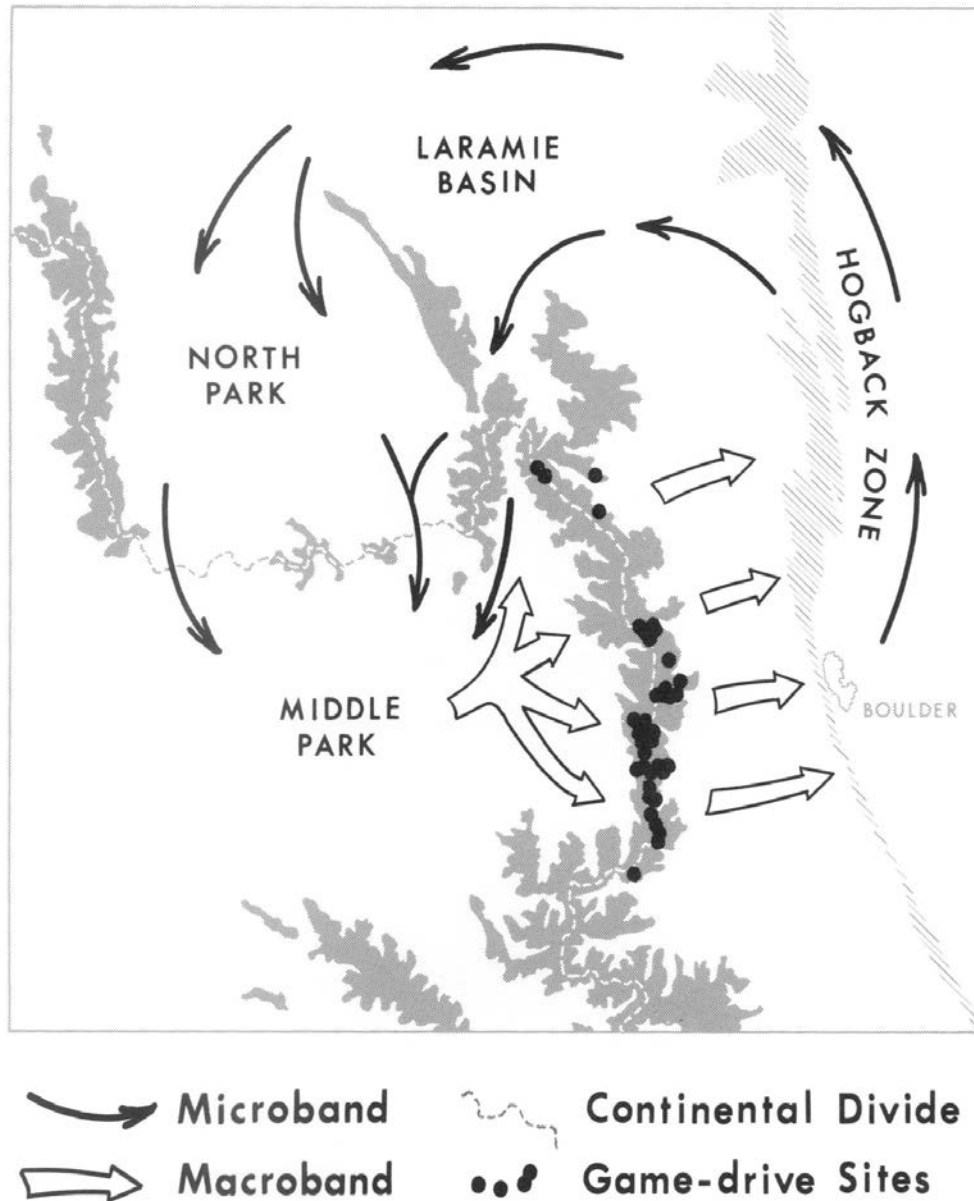 LARAMIE
BASIN
HOGBACK ZONE
NORTH
PARK
MIDDLE
PARK
BOULDER
Microband
Continental Divide
Macroband
Game-drive Sites